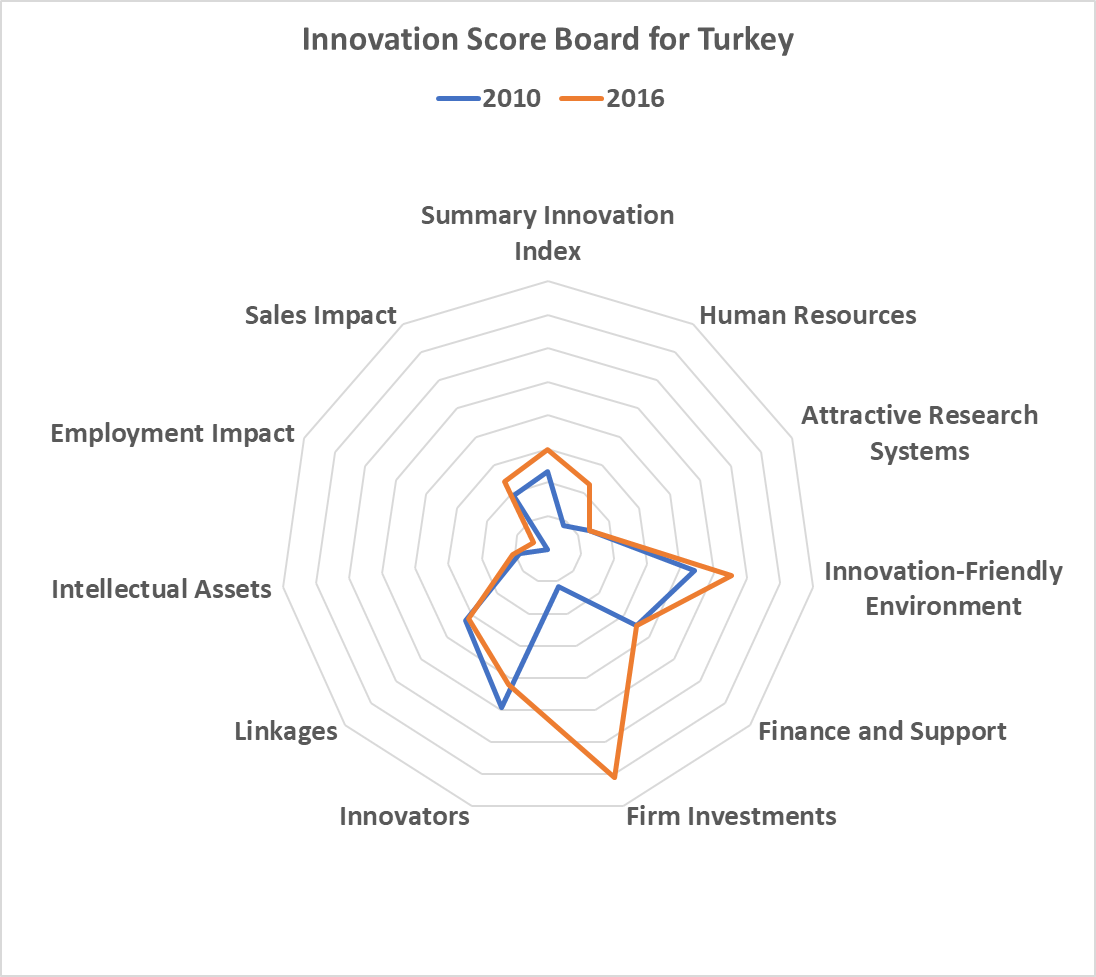 Innovation Score Board for Turkey
2010 2016
Summary Innovation
Index
Human Resources
Attractive Research
Systems
Innovation-Friendly
Environment
Finance and Support
Firm Investments
Innovators
Linkages
Intellectual Assets
Employment Impact
Sales Impact